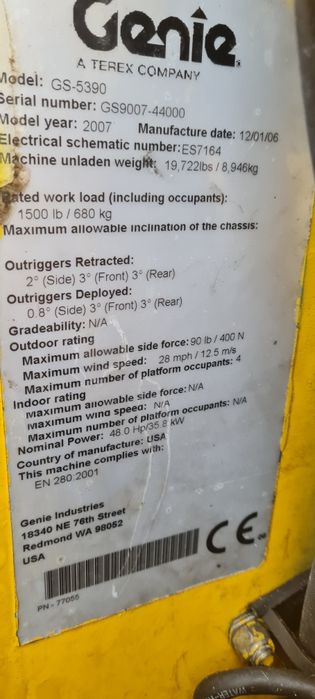 Genie
A TEREX COMPANY
Model: GS-5390
Serial number: GS9007-44000
Model year: 2007 Manufacture date: 12/01/06
Electrical schematic number: ES7164
Machine unladen weight: 19,722lbs / 8,946kg
Rated work load (including occupants):
1500 lb / 680 kg
Maximum allowable inclination of the chassis:
Outriggers Retracted:
2° (Side) 3° (Front) 3° (Rear)
Outriggers Deployed:
0.8° (Side) 3° (Front) 3° (Rear)
Gradeability: N/A
Outdoor rating
Maximum allowable side force: 90 lb / 400 N
Maximum wind speed: 28 mph / 12.5 m/s
Maximum number of platform occupants: 4
Indoor rating
Maximum allowable side force: N/A
Maximum wind speed: N/A
Maximum number of platform occupants: N/A
Nominal Power: 48.0 Hp/35.8 kW
Country of manufacture: USA
This machine complies with:
EN 280:2001
Genie Industries
18340 NE 76th Street
Redmond WA 98052
USA
CE
PN - 77055